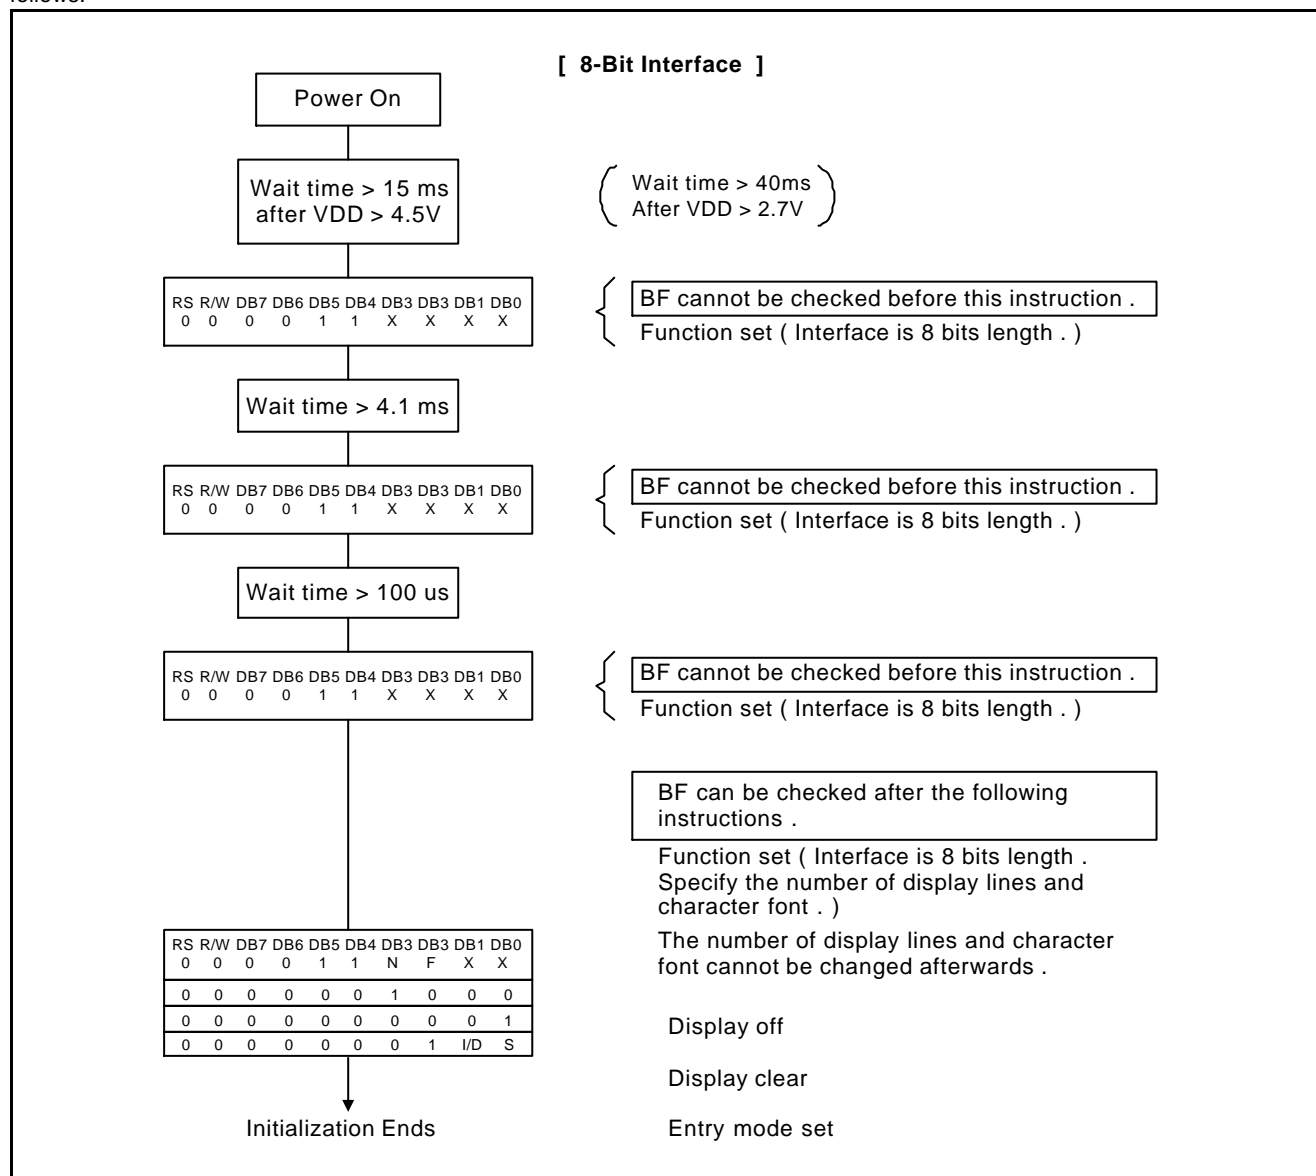 [ 8-Bit Interface ]
Power On
Wait time > 15 ms
after VDD > 4.5V
Wait time > 40ms
After VDD > 2.7V
RS R/W DB7 DB6 DB5 DB4 DB3 DB3 DB1 DB0
0 0 0 0 1 1 X X X X
BF cannot be checked before this instruction .
Function set ( Interface is 8 bits length . )
Wait time > 4.1 ms
RS R/W DB7 DB6 DB5 DB4 DB3 DB3 DB1 DB0
0 0 0 0 1 1 X X X X
BF cannot be checked before this instruction .
Function set ( Interface is 8 bits length . )
Wait time > 100 us
RS R/W DB7 DB6 DB5 DB4 DB3 DB3 DB1 DB0
0 0 0 0 1 1 X X X X
BF cannot be checked before this instruction .
Function set ( Interface is 8 bits length . )
BF can be checked after the following
instructions .
Function set ( Interface is 8 bits length .
Specify the number of display lines and
character font . )
The number of display lines and character
font cannot be changed afterwards .
RS R/W DB7 DB6 DB5 DB4 DB3 DB3 DB1 DB0
0 0 0 0 1 1 N F X X
0 0 0 0 0 0 1 0 0 0
0 0 0 0 0 0 0 0 0 1
0 0 0 0 0 0 0 1 I/D S
Display off
Display clear
Entry mode set
Initialization Ends